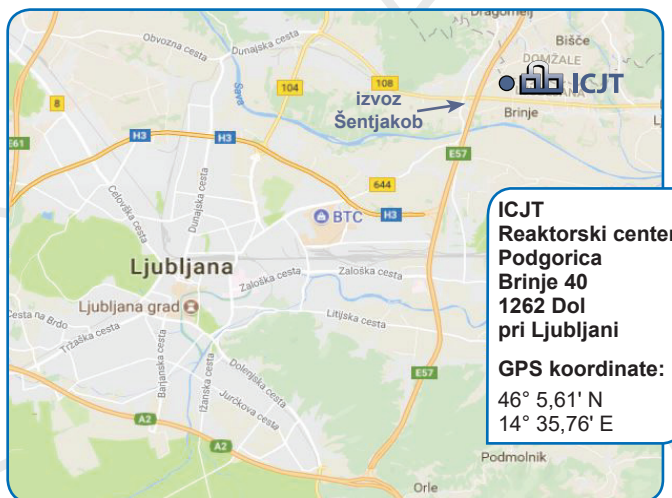 Dragomelj
Obvozna cesta
Dunajska cesta
Bišče
DOMŽALE
ICJT
104
108
izvoz
Šentjakob
Sava
8
Brinje
H3
H3
E61
E57
644
Celovška cesta
Dunajska cesta
BTC
H3
Ljubljana
Zaloška cesta
Zaloška cesta
Ljubljana grad
Litijska cesta
Cesta na Brdo
Tržaška cesta
Barjanska cesta
Ižanska cesta
Dolenjska cesta
Jurčkova cesta
E57
A2
A2
Orle
Podmolnik
ICJT
Reaktorski center
Podgorica
Brinje 40
1262 Dol
pri Ljubljani
GPS koordinate:
46° 5,61' N
14° 35,76' E